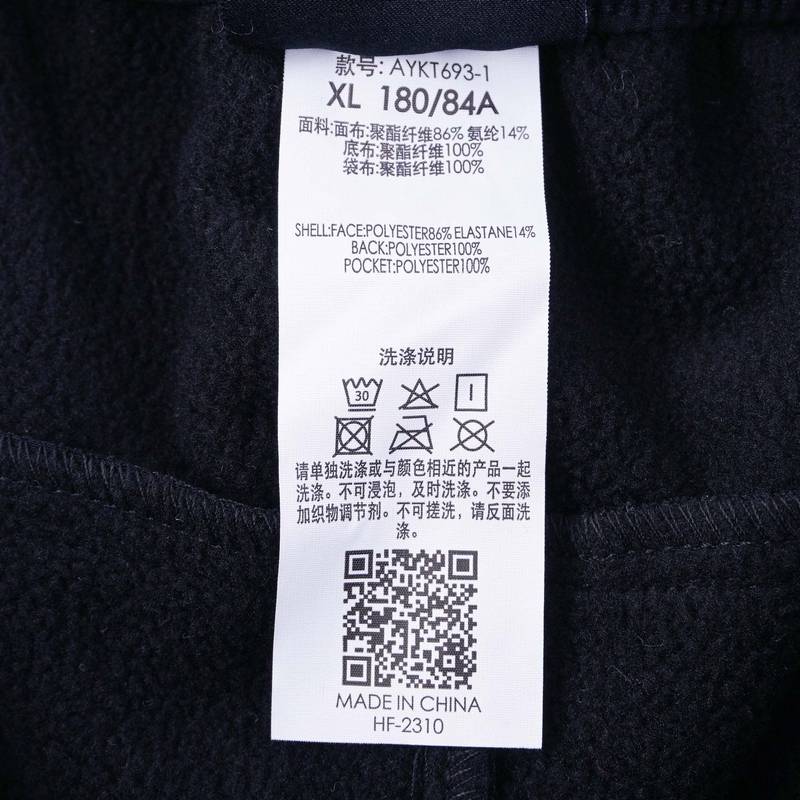 款号: AYKT693-1
XL 180/84A
面料:面布:聚酯纤维86% 氨纶14%
底布:聚酯纤维100%
袋布:聚酯纤维100%
SHELL:FACE:POLYESTER86% ELASTANE14%
BACK:POLYESTER100%
POCKET:POLYESTER100%
洗涤说明
30
请单独洗涤或与颜色相近的产品一起
洗涤。不可浸泡，及时洗涤。不要添
加织物调节剂。不可搓洗，请反面洗
涤。
MADE IN CHINA
HF-2310